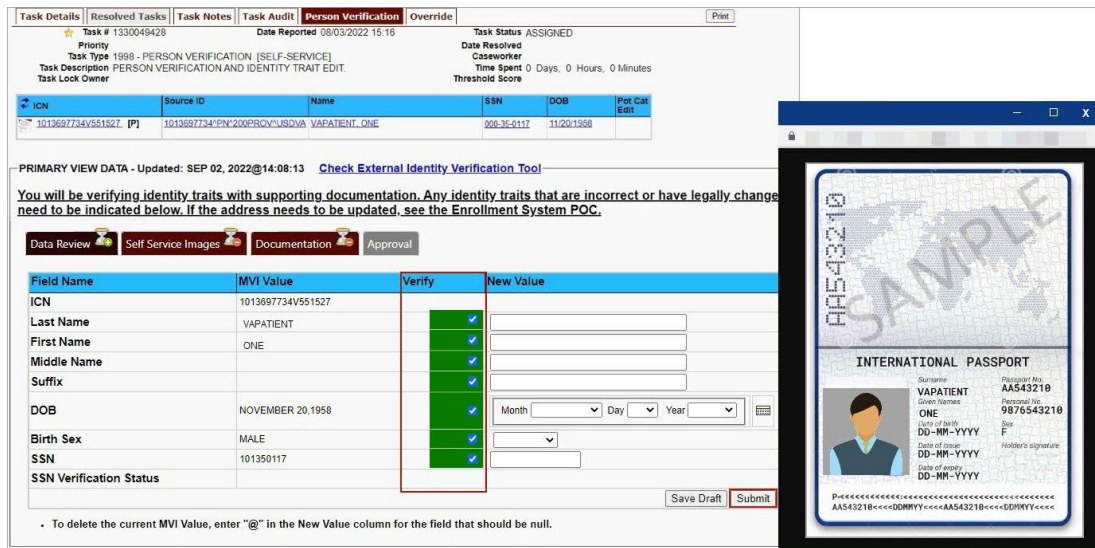 Task Details Resolved Tasks Task Notes Task Audit Person Verification Override Print
Task # 1330049428 Date Reported 08/03/2022 15:16 Task Status ASSIGNED
Priority Date Resolved
Task Type 1998 - PERSON VERIFICATION [SELF-SERVICE] Caseworker
Task Description PERSON VERIFICATION AND IDENTITY TRAIT EDIT. Time Spent 0 Days, 0 Hours, 0 Minutes
Task Lock Owner Threshold Score
ICN Source ID Name SSN DOB Pot Cat Edit
1013697734V551527 [P] 1013697734^PN^200PROV^USDVA VAPATIENT, ONE 000-35-0117 11/20/1958
PRIMARY VIEW DATA - Updated: SEP 02, 2022@14:08:13 Check External Identity Verification Tool
You will be verifying identity traits with supporting documentation. Any identity traits that are incorrect or have legally change
need to be indicated below. If the address needs to be updated, see the Enrollment System POC.
Data Review Self Service Images Documentation Approval
Field Name MVI Value Verify New Value
ICN 1013697734V551527
Last Name VAPATIENT
First Name ONE
Middle Name
Suffix
DOB NOVEMBER 20,1958 Month Day Year
Birth Sex MALE
SSN 101350117
SSN Verification Status
Save Draft Submit
• To delete the current MVI Value, enter "@" in the New Value column for the field that should be null.
X
AA543210
SAMPLE
INTERNATIONAL PASSPORT
Surname Passport No.
VAPATIENT AA543210
Given Names Personal No.
ONE 9876543210
Date of birth Sex
DD-MM-YYYY F
Date of issue Holder's signature
DD-MM-YYYY
Date of expiry
DD-MM-YYYY
P<<<<<<<<<<<<<<<<<<<<<<<<<<<<<<<<<<<<<<<<<<<
AA543210<<<<DDMMYY<<<<AA543210<<<<DDMMYY<<<<